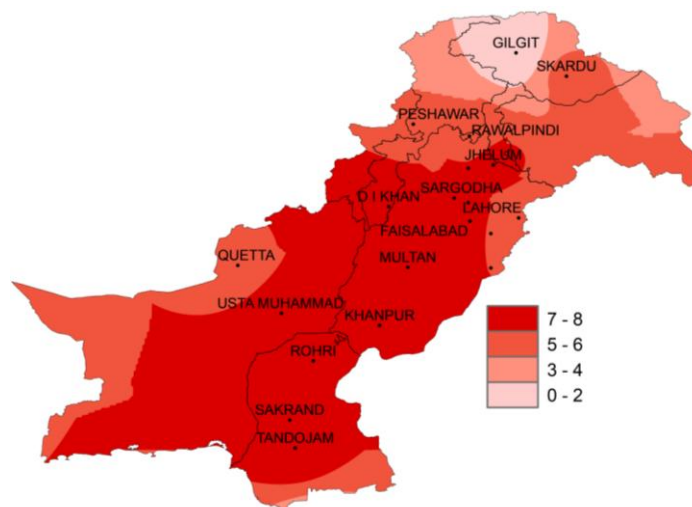 GILGIT
SKARDU
PESHAWAR
RAWALPINDI
JHELUM
SARGODHA
D I KHAN
LAHORE
FAISALABAD
QUETTA
MULTAN
USTA MUHAMMAD
KHANPUR
7 - 8
5 - 6
3 - 4
0 - 2
ROHRI
SAKRAND
TANDOJAM